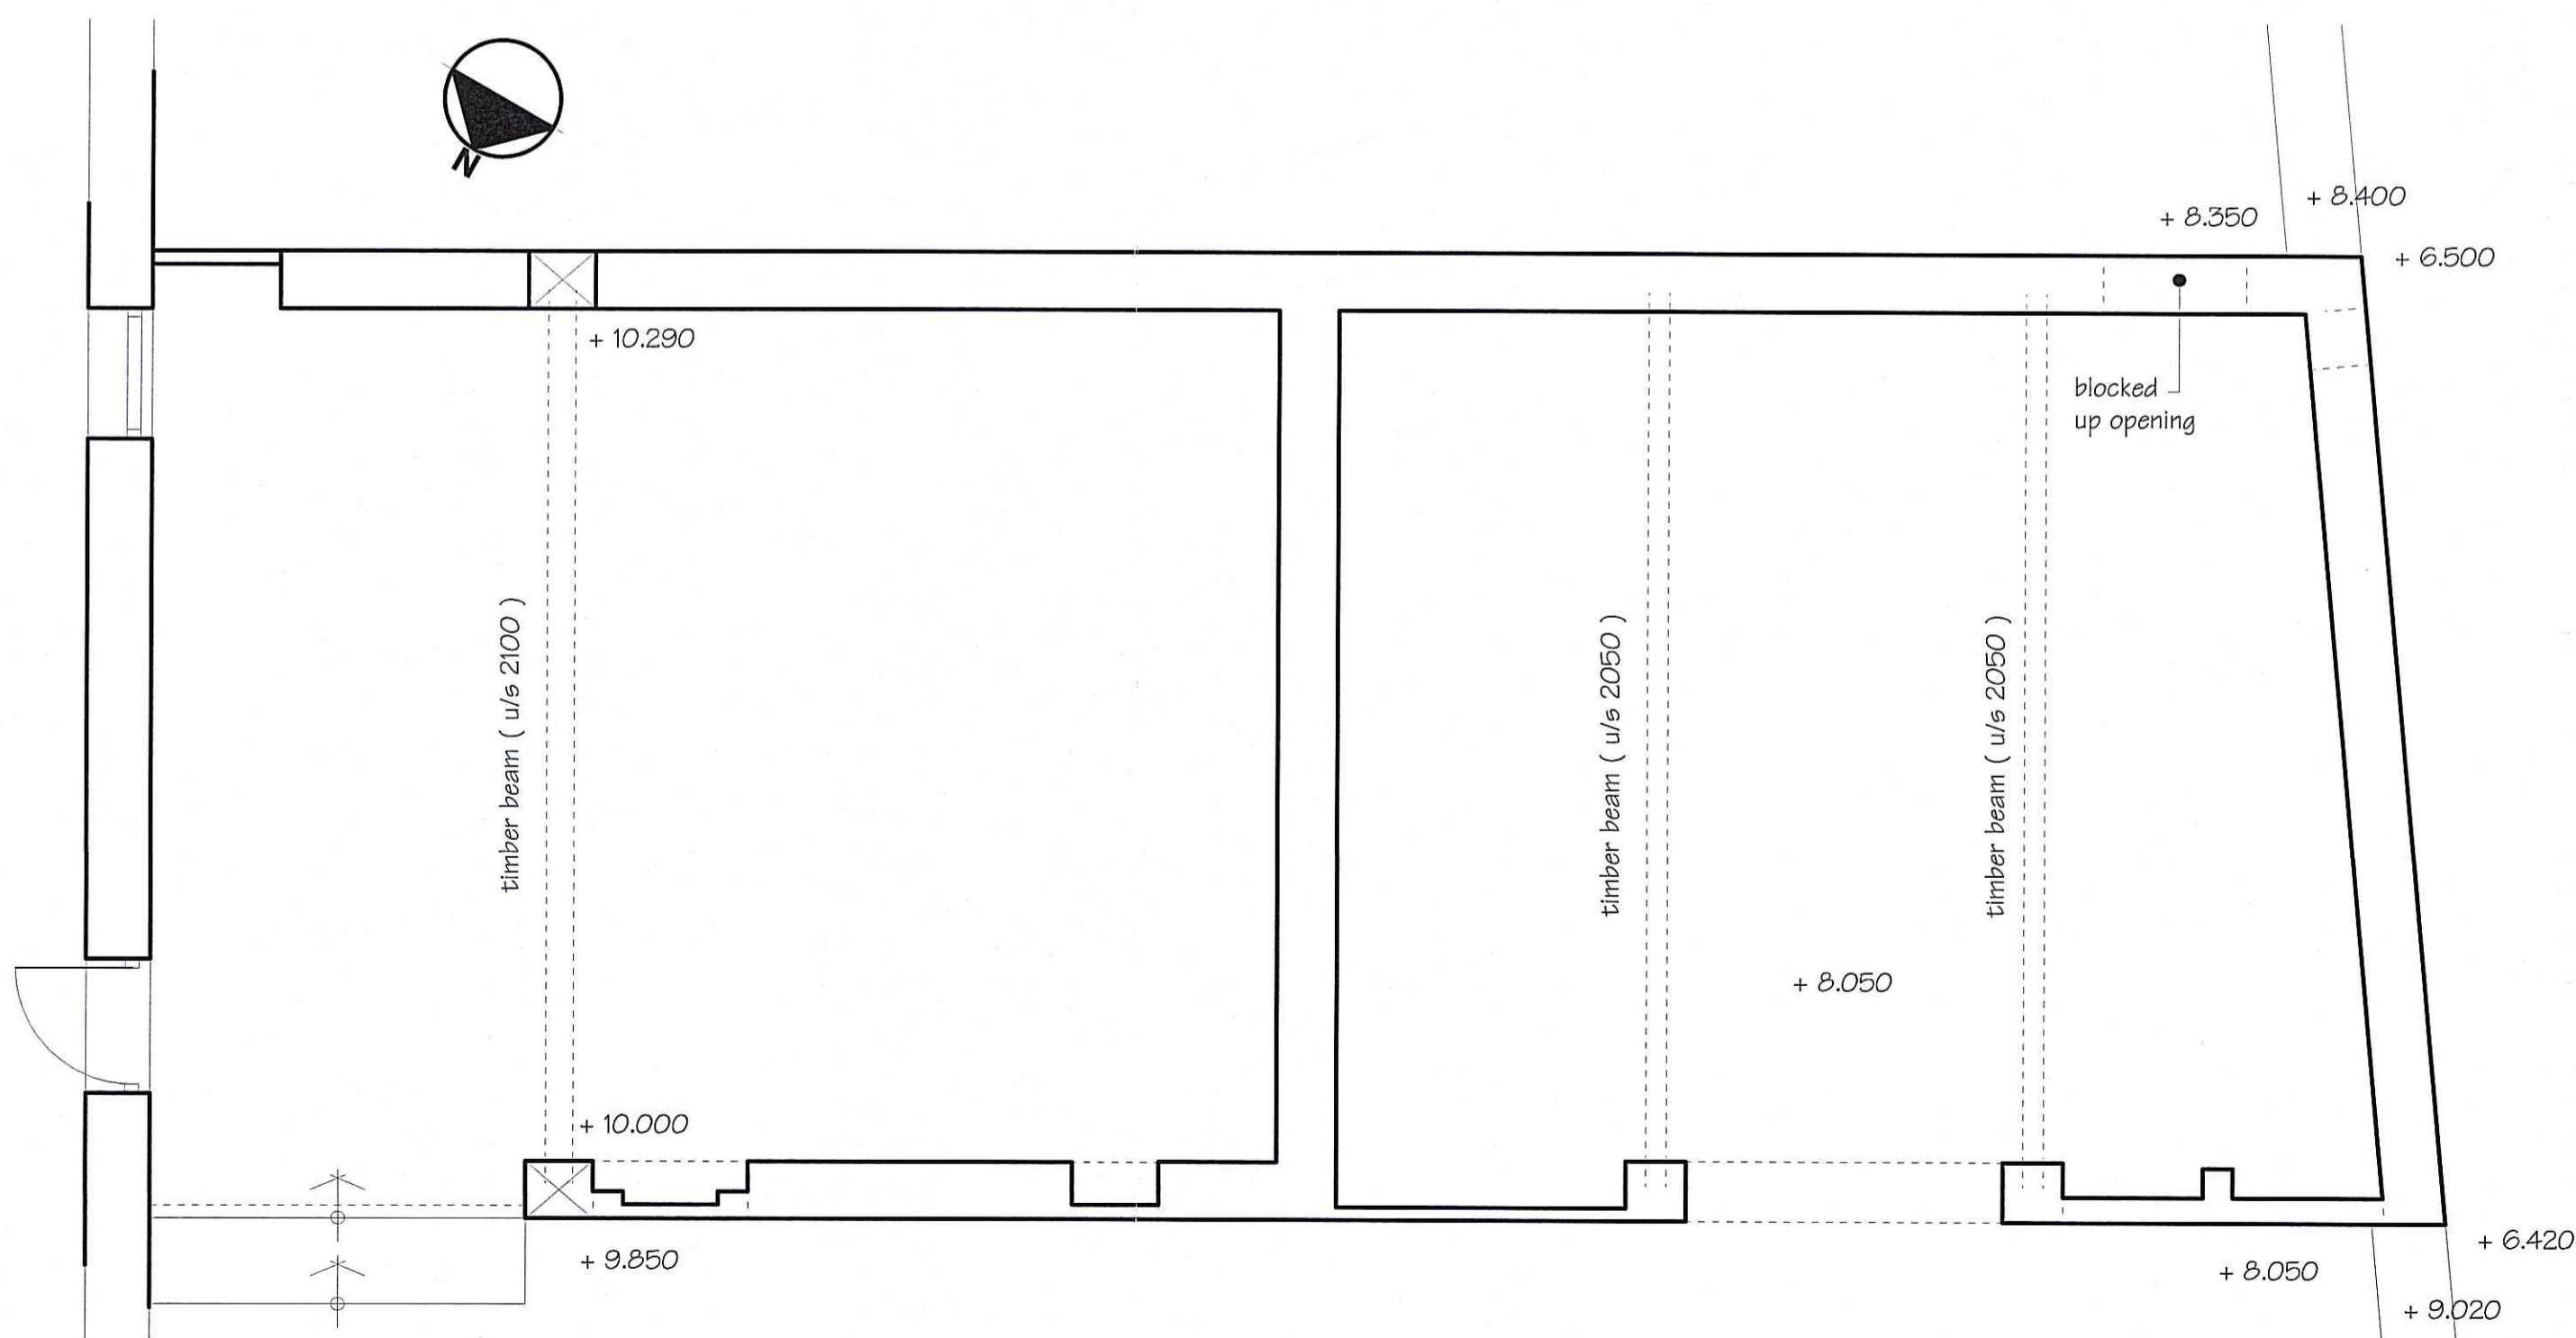 N
+ 8.400
+ 8.350
+ 6.500
+ 10.290
blocked
up opening
timber beam ( u/s 2100 )
timber beam ( u/s 2050 )
timber beam ( u/s 2050 )
+ 8.050
+ 10.000
+ 9.850
+ 6.420
+ 8.050
+ 9.020